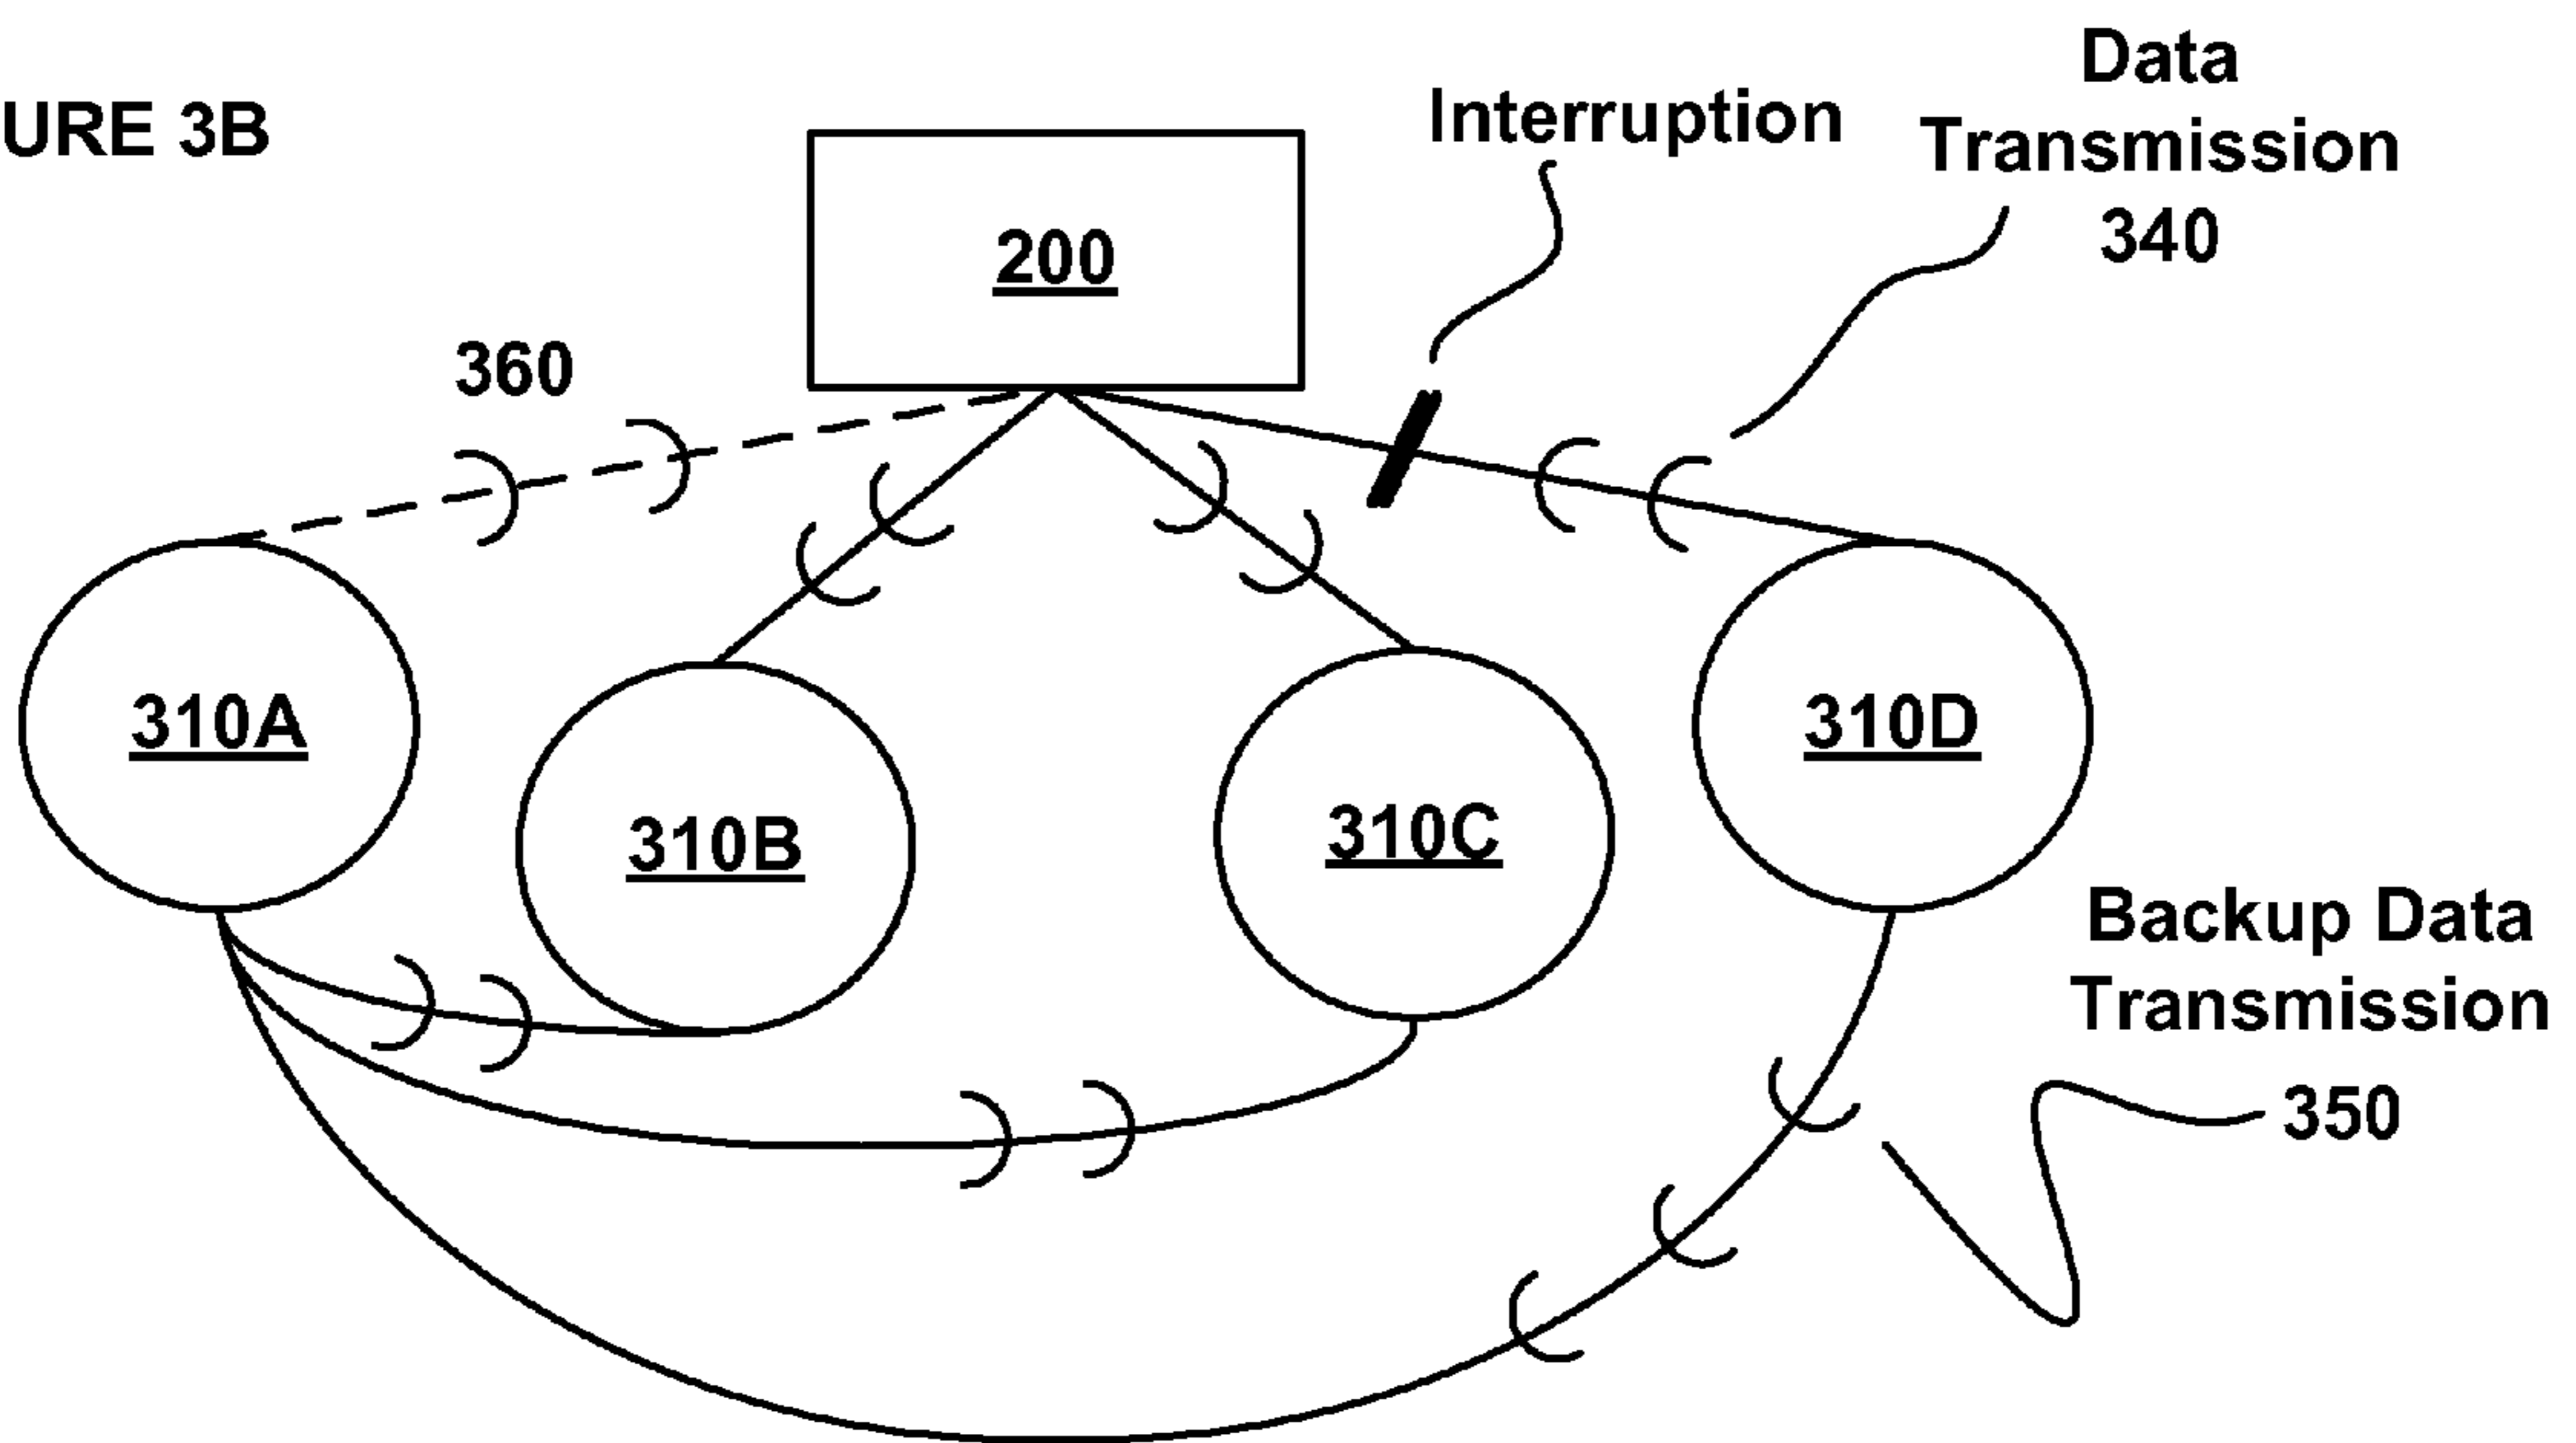 URE 3B
Interruption
Data
Transmission
340
200
360
310A
310B
310C
310D
Backup Data
Transmission
350